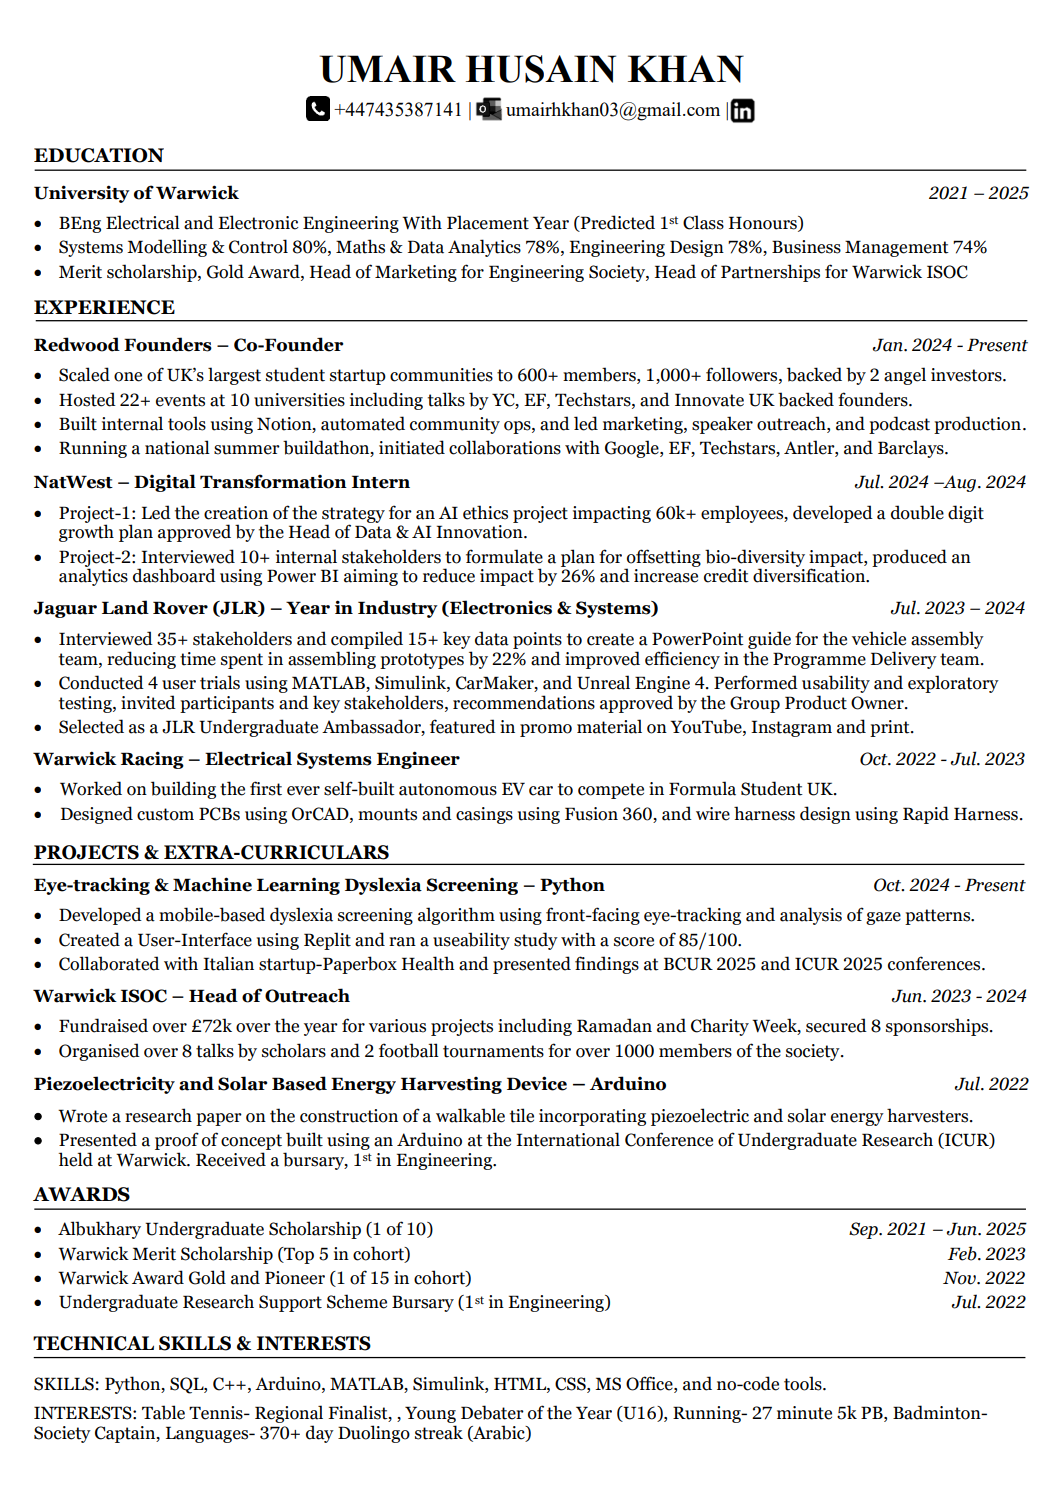 UMAIR HUSAIN KHAN
+447435387141 | umairhkhan03@gmail.com | in
EDUCATION
University of Warwick 2021 – 2025
• BEng Electrical and Electronic Engineering With Placement Year (Predicted 1st Class Honours)
• Systems Modelling & Control 80%, Maths & Data Analytics 78%, Engineering Design 78%, Business Management 74%
• Merit scholarship, Gold Award, Head of Marketing for Engineering Society, Head of Partnerships for Warwick ISOC
EXPERIENCE
Redwood Founders – Co-Founder Jan. 2024 - Present
• Scaled one of UK's largest student startup communities to 600+ members, 1,000+ followers, backed by 2 angel investors.
• Hosted 22+ events at 10 universities including talks by YC, EF, Techstars, and Innovate UK backed founders.
• Built internal tools using Notion, automated community ops, and led marketing, speaker outreach, and podcast production.
• Running a national summer buildathon, initiated collaborations with Google, EF, Techstars, Antler, and Barclays.
NatWest – Digital Transformation Intern Jul. 2024 –Aug. 2024
• Project-1: Led the creation of the strategy for an AI ethics project impacting 60k+ employees, developed a double digit
growth plan approved by the Head of Data & AI Innovation.
• Project-2: Interviewed 10+ internal stakeholders to formulate a plan for offsetting bio-diversity impact, produced an
analytics dashboard using Power BI aiming to reduce impact by 26% and increase credit diversification.
Jaguar Land Rover (JLR) – Year in Industry (Electronics & Systems) Jul. 2023 – 2024
• Interviewed 35+ stakeholders and compiled 15+ key data points to create a PowerPoint guide for the vehicle assembly
team, reducing time spent in assembling prototypes by 22% and improved efficiency in the Programme Delivery team.
• Conducted 4 user trials using MATLAB, Simulink, CarMaker, and Unreal Engine 4. Performed usability and exploratory
testing, invited participants and key stakeholders, recommendations approved by the Group Product Owner.
• Selected as a JLR Undergraduate Ambassador, featured in promo material on YouTube, Instagram and print.
Warwick Racing – Electrical Systems Engineer Oct. 2022 - Jul. 2023
• Worked on building the first ever self-built autonomous EV car to compete in Formula Student UK.
• Designed custom PCBs using OrCAD, mounts and casings using Fusion 360, and wire harness design using Rapid Harness.
PROJECTS & EXTRA-CURRICULARS
Eye-tracking & Machine Learning Dyslexia Screening – Python Oct. 2024 - Present
• Developed a mobile-based dyslexia screening algorithm using front-facing eye-tracking and analysis of gaze patterns.
• Created a User-Interface using Replit and ran a useability study with a score of 85/100.
• Collaborated with Italian startup-Paperbox Health and presented findings at BCUR 2025 and ICUR 2025 conferences.
Warwick ISOC – Head of Outreach Jun. 2023 - 2024
• Fundraised over £72k over the year for various projects including Ramadan and Charity Week, secured 8 sponsorships.
• Organised over 8 talks by scholars and 2 football tournaments for over 1000 members of the society.
Piezoelectricity and Solar Based Energy Harvesting Device – Arduino Jul. 2022
• Wrote a research paper on the construction of a walkable tile incorporating piezoelectric and solar energy harvesters.
• Presented a proof of concept built using an Arduino at the International Conference of Undergraduate Research (ICUR)
held at Warwick. Received a bursary, 1st in Engineering.
AWARDS
• Albukhary Undergraduate Scholarship (1 of 10) Sep. 2021 – Jun. 2025
• Warwick Merit Scholarship (Top 5 in cohort) Feb. 2023
• Warwick Award Gold and Pioneer (1 of 15 in cohort) Nov. 2022
• Undergraduate Research Support Scheme Bursary (1st in Engineering) Jul. 2022
TECHNICAL SKILLS & INTERESTS
SKILLS: Python, SQL, C++, Arduino, MATLAB, Simulink, HTML, CSS, MS Office, and no-code tools.
INTERESTS: Table Tennis- Regional Finalist, , Young Debater of the Year (U16), Running- 27 minute 5k PB, Badminton-
Society Captain, Languages- 370+ day Duolingo streak (Arabic)